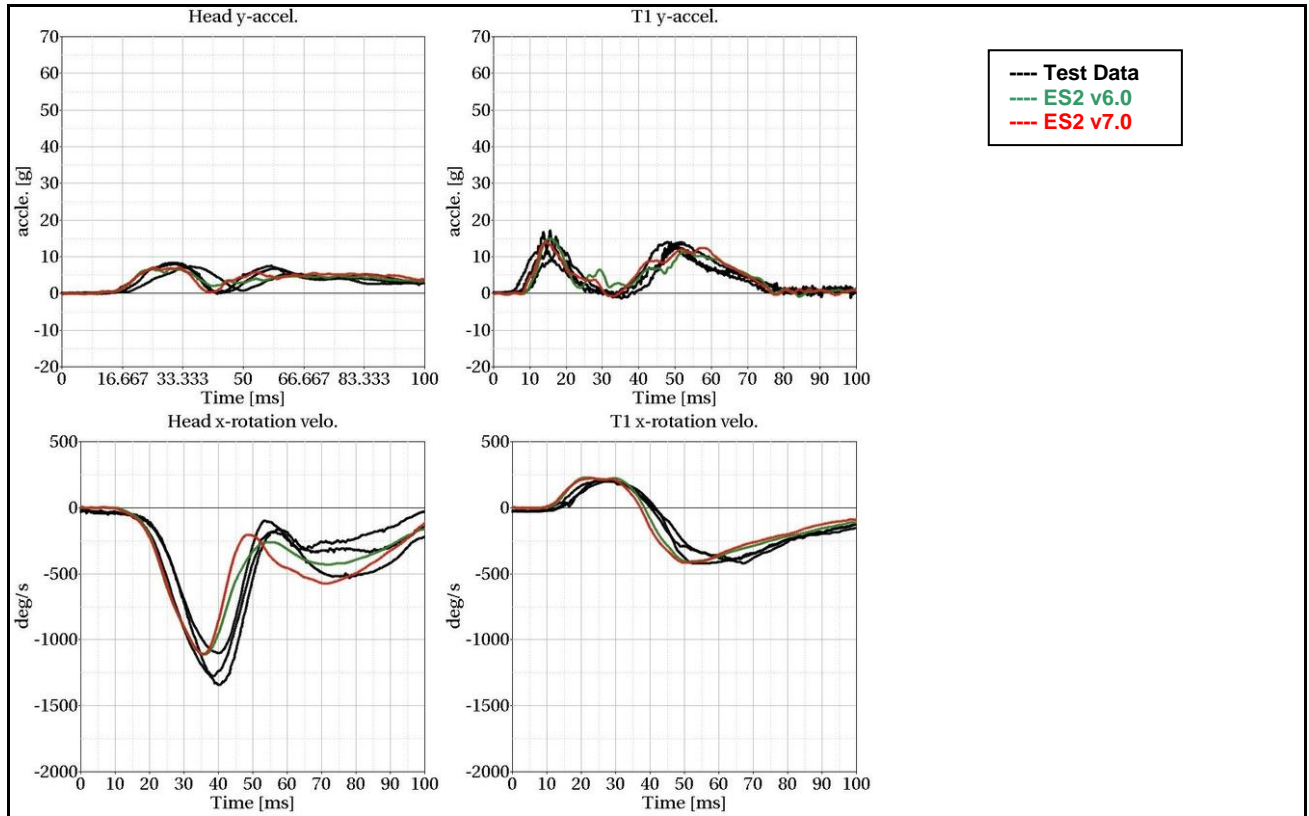 Head y-accel.
70
60
50
40
30
20
10
0
-10
-20
accle. [g]
0 16.667 33.333 50 66.667 83.333 100
Time [ms]
T1 y-accel.
70
60
50
40
30
20
10
0
-10
-20
accle. [g]
0 10 20 30 40 50 60 70 80 90 100
Time [ms]
---- Test Data
---- ES2 v6.0
---- ES2 v7.0
Head x-rotation velo.
500
0
-500
-1000
-1500
-2000
deg/s
0 10 20 30 40 50 60 70 80 90 100
Time [ms]
T1 x-rotation velo.
500
0
-500
-1000
-1500
-2000
deg/s
0 10 20 30 40 50 60 70 80 90 100
Time [ms]